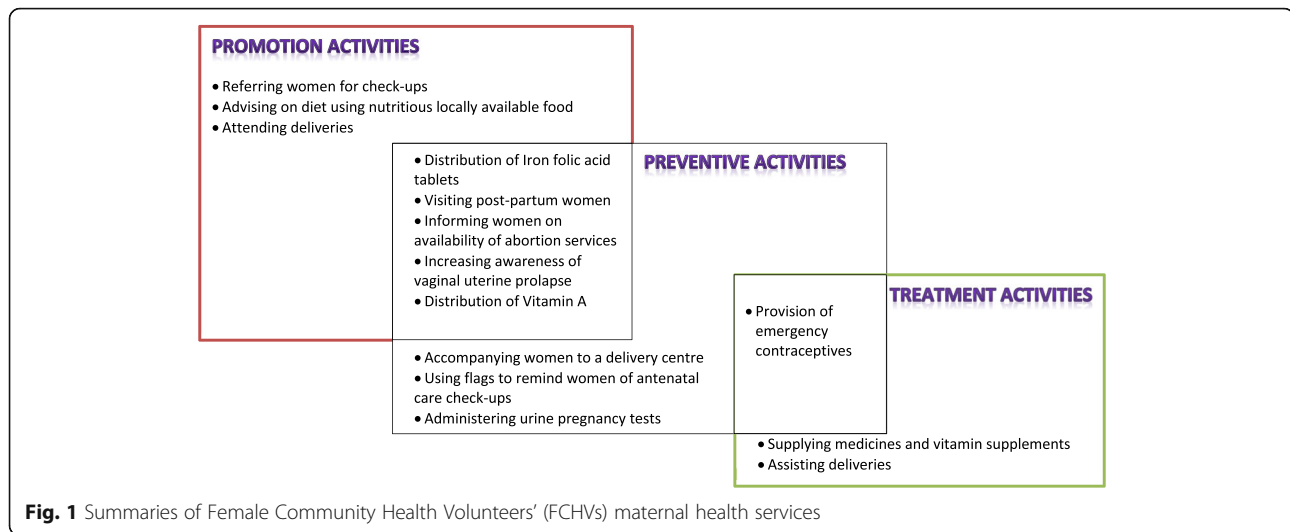 PROMOTION ACTIVITIES
• Referring women for check-ups
• Advising on diet using nutritious locally available food
• Attending deliveries
• Distribution of Iron folic acid
tablets
• Visiting post-partum women
• Informing women on
availability of abortion services
• Increasing awareness of
vaginal uterine prolapse
• Distribution of Vitamin A
PREVENTIVE ACTIVITIES
• Accompanying women to a delivery centre
• Using flags to remind women of antenatal
care check-ups
• Administering urine pregnancy tests
TREATMENT ACTIVITIES
• Provision of
emergency
contraceptives
• Supplying medicines and vitamin supplements
• Assisting deliveries
Fig. 1 Summaries of Female Community Health Volunteers’ (FCHVs) maternal health services